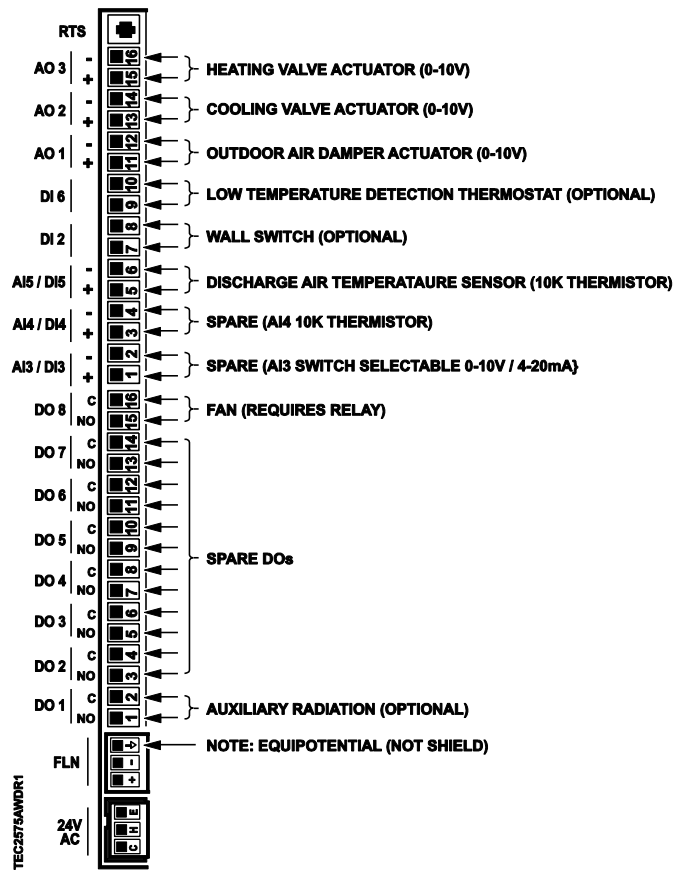 RTS
AO 3 - 16 HEATING VALVE ACTUATOR (0-10V)
+ 15
AO 2 - 14 COOLING VALVE ACTUATOR (0-10V)
+ 13
AO 1 - 12 OUTDOOR AIR DAMPER ACTUATOR (0-10V)
+ 11
DI 6 10 LOW TEMPERATURE DETECTION THERMOSTAT (OPTIONAL)
9
DI 2 8 WALL SWITCH (OPTIONAL)
7
AI5 / DI5 - 6 DISCHARGE AIR TEMPERATAURE SENSOR (10K THERMISTOR)
+ 5
AI4 / DI4 - 4 SPARE (AI4 10K THERMISTOR)
+ 3
AI3 / DI3 - 2 SPARE (AI3 SWITCH SELECTABLE 0-10V / 4-20mA}
+ 1
DO 8 C 16 FAN (REQUIRES RELAY)
NO 15
DO 7 C 14
NO 13
DO 6 C 12
NO 11
DO 5 C 10
NO 9
SPARE DOs
DO 4 C 8
NO 7
DO 3 C 6
NO 5
DO 2 C 4
NO 3
DO 1 C 2 AUXILIARY RADIATION (OPTIONAL)
NO 1
NOTE: EQUIPOTENTIAL (NOT SHIELD)
FLN -
+
24V E
AC H
C
TEC2575AWDR1